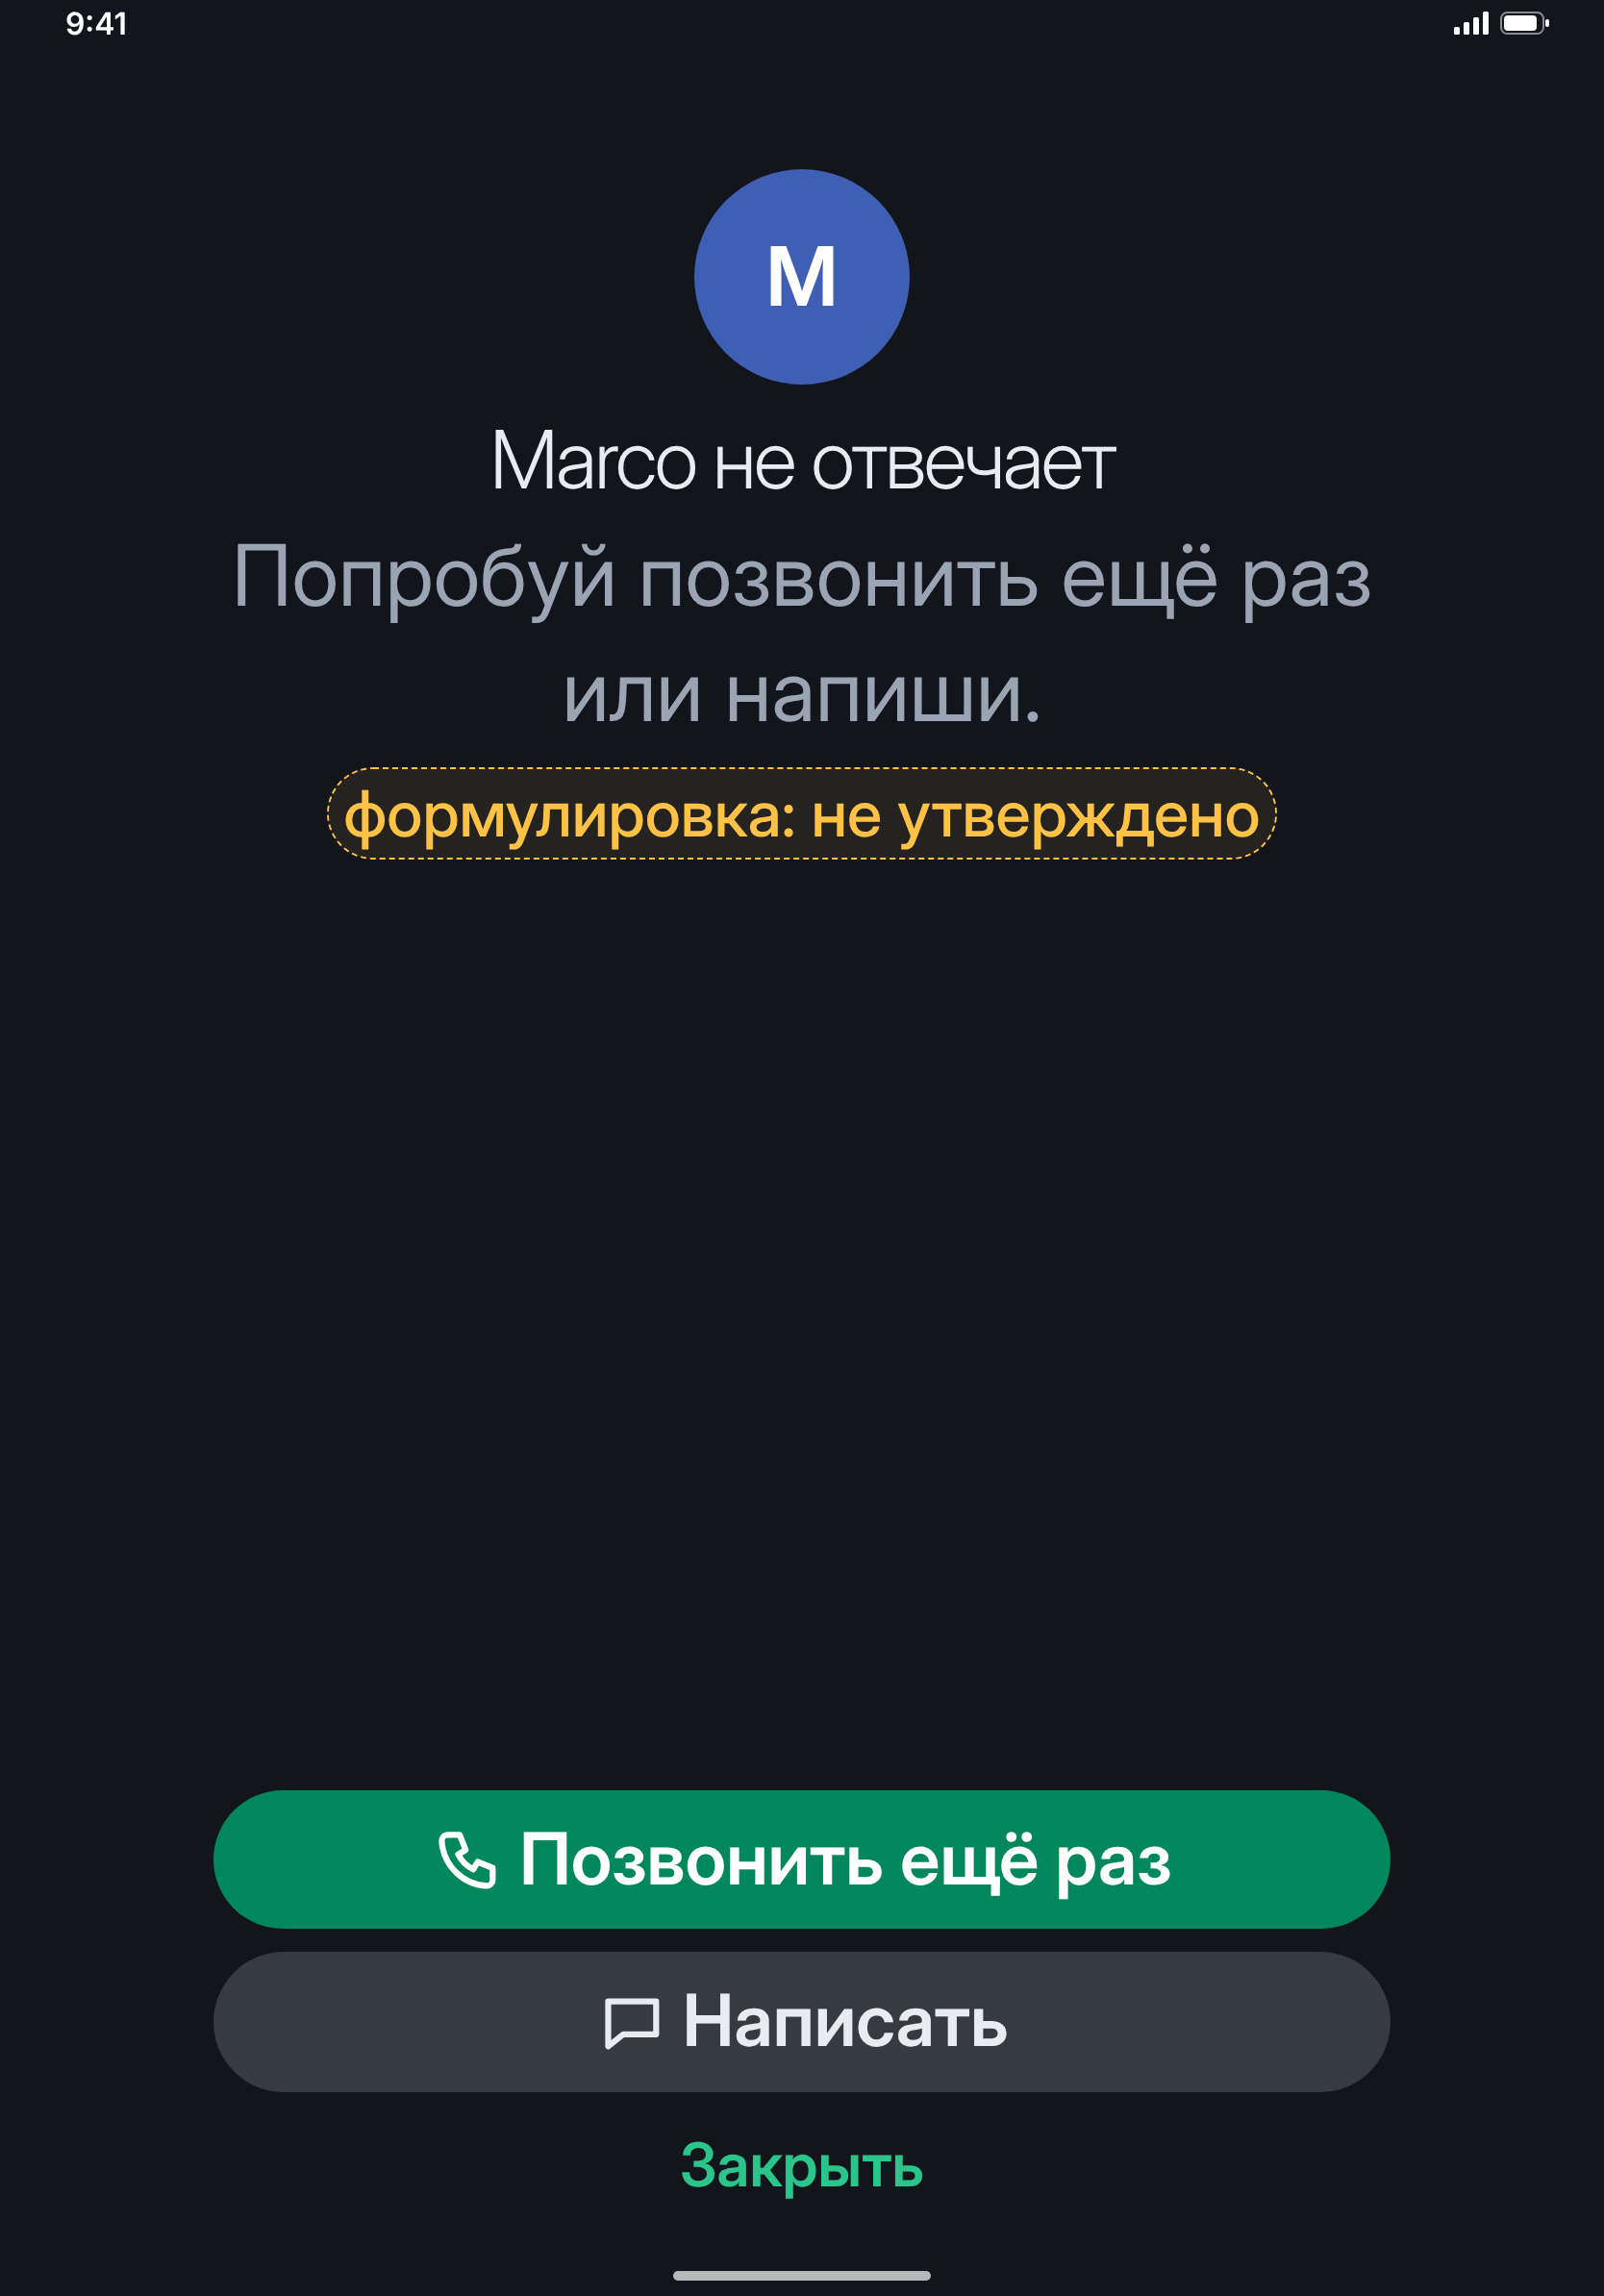 9:41
M
Marco не отвечает
Попробуй позвонить ещё раз
или напиши.
формулировка: не утверждено
Позвонить ещё раз
Написать
Закрыть